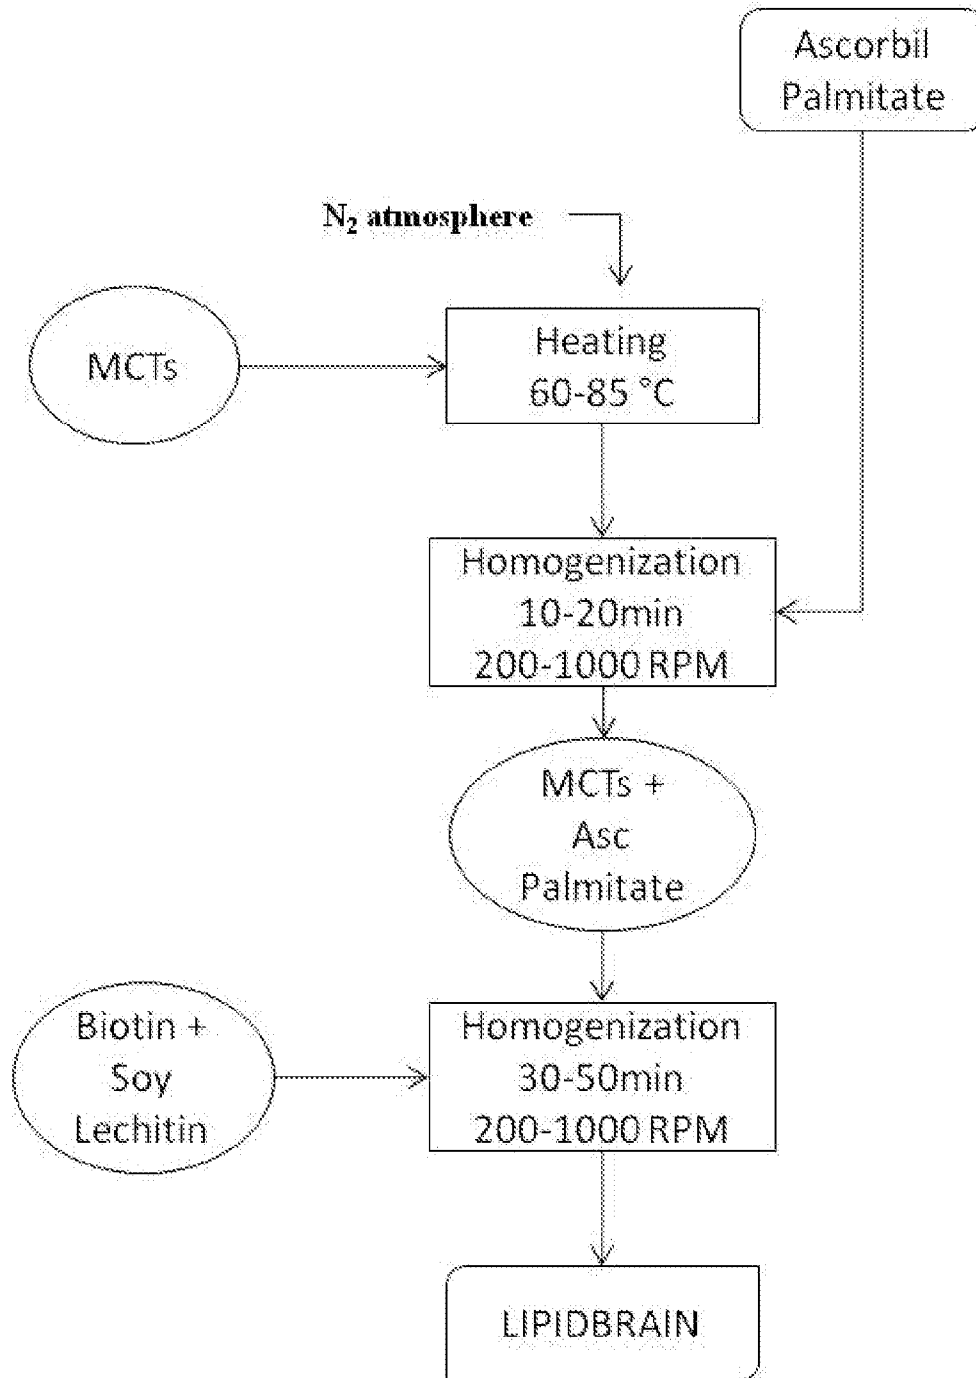 Ascorbil
Palmitate
N₂ atmosphere
MCTs
Heating
60-85 °C
Homogenization
10-20min
200-1000 RPM
MCTs +
Asc
Palmitate
Biotin +
Soy
Lechitin
Homogenization
30-50min
200-1000 RPM
LIPIDBRAIN